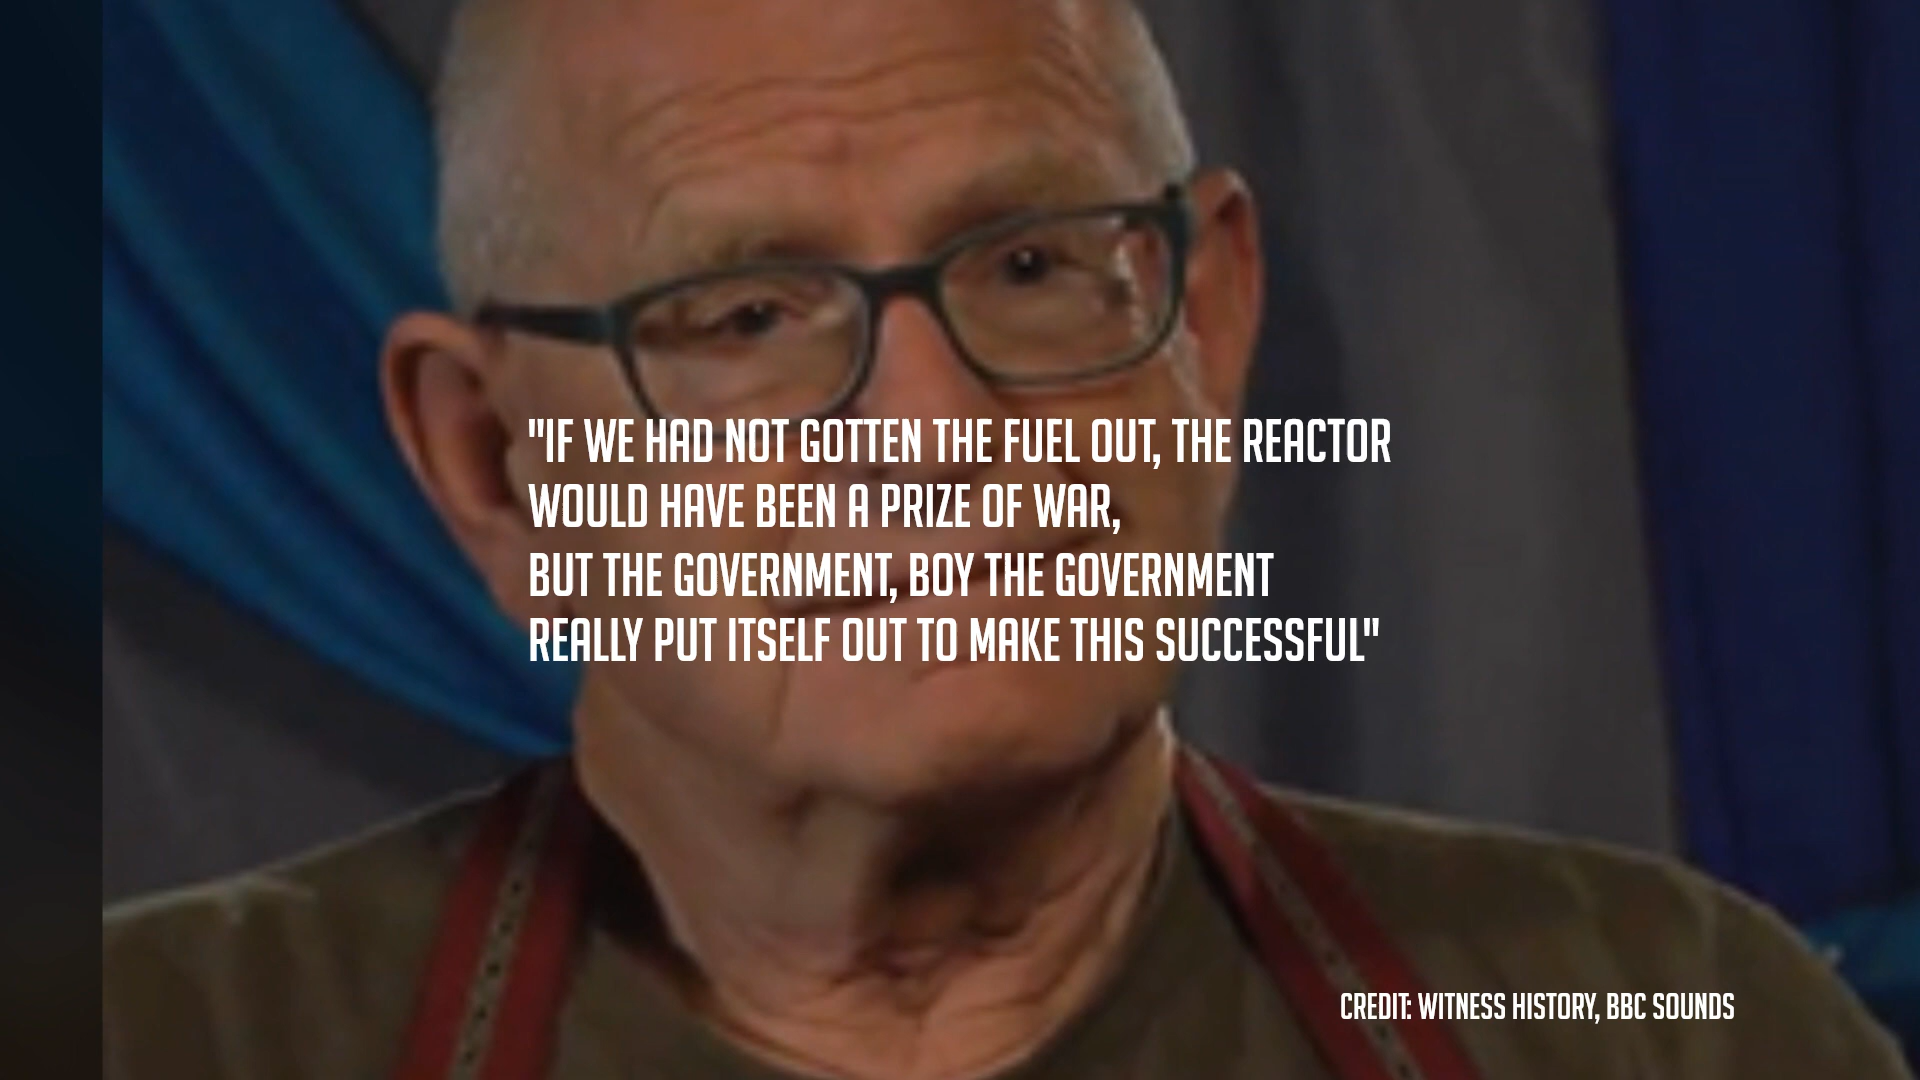 "IF WE HAD NOT GOTTEN THE FUEL OUT, THE REACTOR
WOULD HAVE BEEN A PRIZE OF WAR,
BUT THE GOVERNMENT, BOY THE GOVERNMENT
REALLY PUT ITSELF OUT TO MAKE THIS SUCCESSFUL"
CREDIT: WITNESS HISTORY, BBC SOUNDS